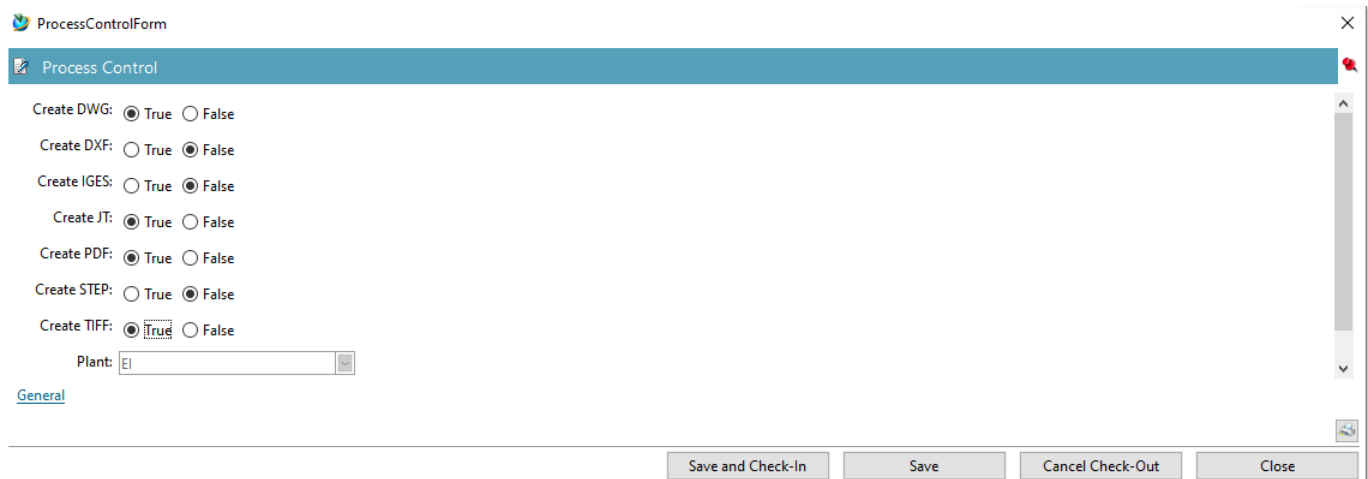 ProcessControlForm
Process Control
Create DWG: True False
Create DXF: True False
Create IGES: True False
Create JT: True False
Create PDF: True False
Create STEP: True False
Create TIFF: True False
Plant: EI
General
Save and Check-In Save Cancel Check-Out Close